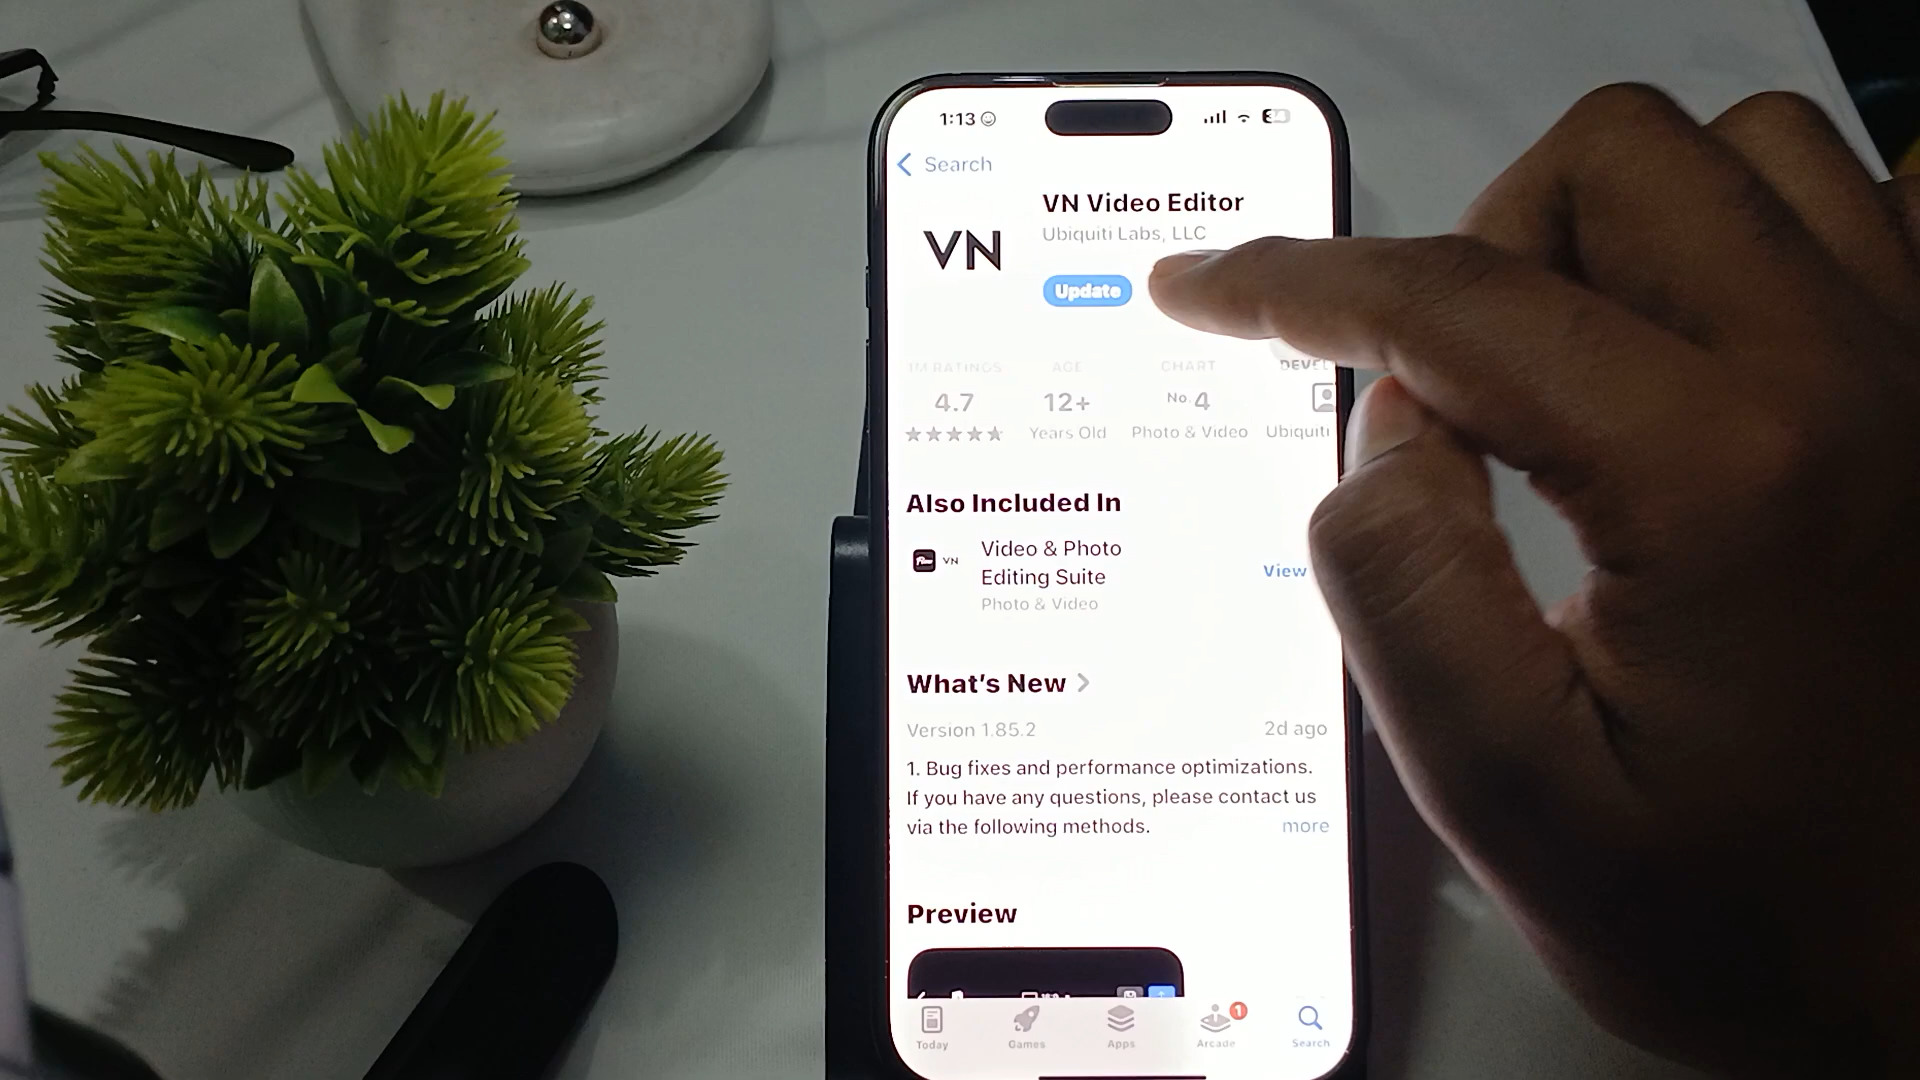 1:13
Search
VN Video Editor
Ubiquiti Labs, LLC
VN
Update
1M RATINGS
AGE
CHART
DEVEL
4.7
12+
No. 4
Years Old
Photo & Video
Ubiquiti
Also Included In
VN
Video & Photo
Editing Suite
Photo & Video
View
What's New
Version 1.85.2
2d ago
1. Bug fixes and performance optimizations.
If you have any questions, please contact us
via the following methods.
more
Preview
1
Today
Games
Apps
Arcade
Search